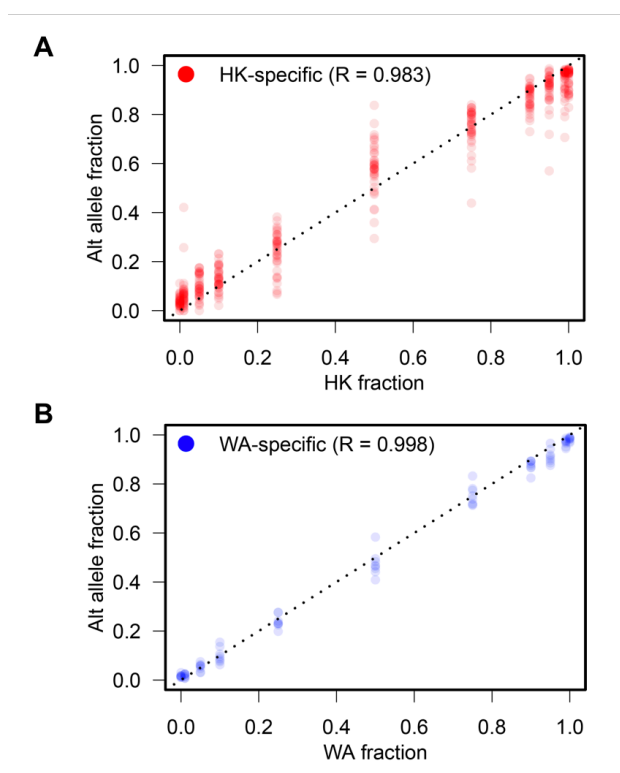 A
HK-specific (R = 0.983)
Alt allele fraction
1.0
0.8
0.6
0.4
0.2
0.0
0.0 0.2 0.4 0.6 0.8 1.0
HK fraction
B
WA-specific (R = 0.998)
Alt allele fraction
1.0
0.8
0.6
0.4
0.2
0.0
0.0 0.2 0.4 0.6 0.8 1.0
WA fraction